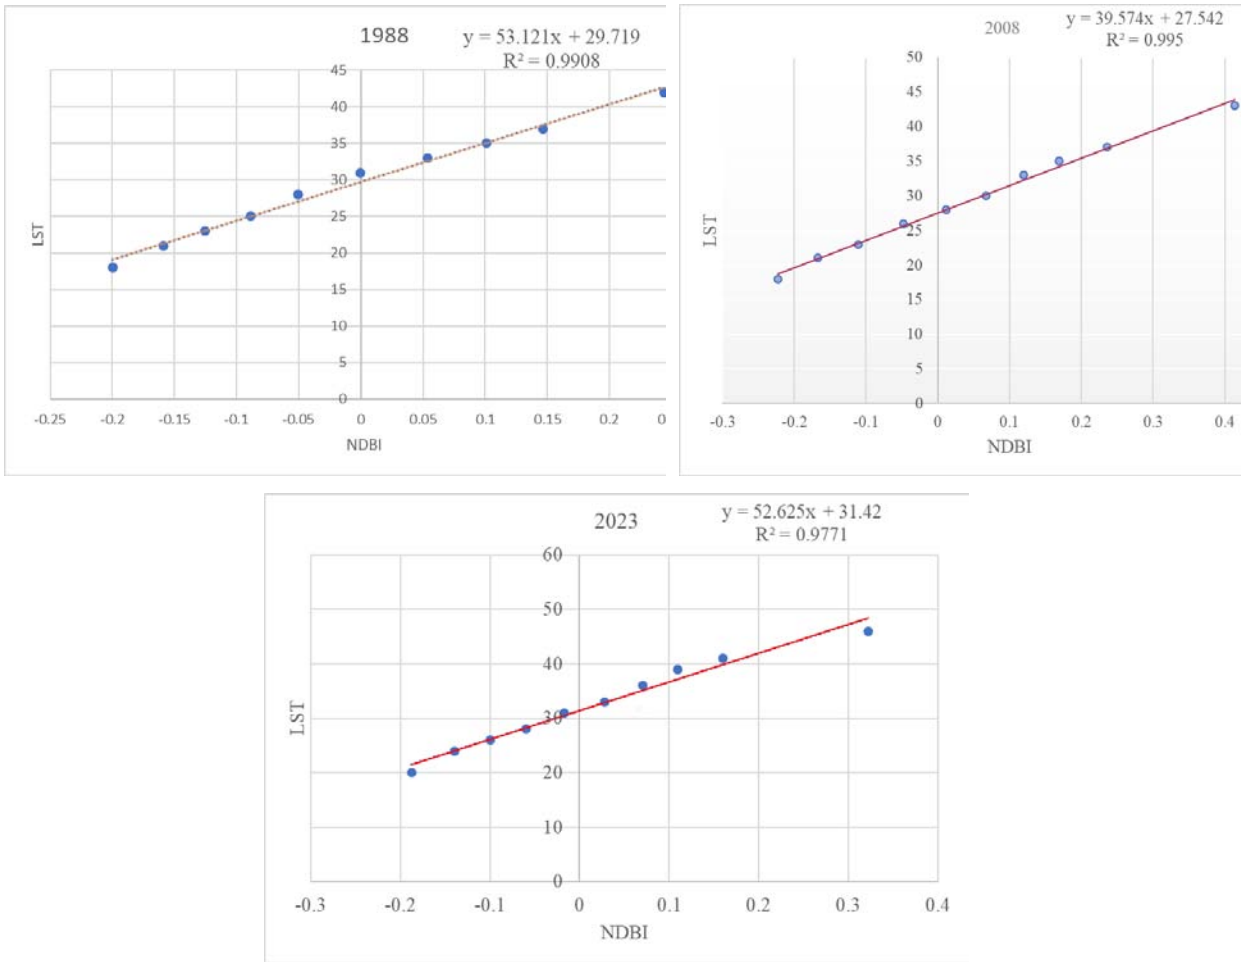 1988
y = 53.121x + 29.719
R² = 0.9908
45
40
35
30
25
20
15
10
5
0
LST
-0.25 -0.2 -0.15 -0.1 -0.05 0 0.05 0.1 0.15 0.2 0
NDBI
2008
y = 39.574x + 27.542
R² = 0.995
50
45
40
35
30
25
20
15
10
5
0
LST
-0.3 -0.2 -0.1 0 0.1 0.2 0.3 0.4
NDBI
2023
y = 52.625x + 31.42
R² = 0.9771
60
50
40
30
20
10
0
LST
-0.3 -0.2 -0.1 0 0.1 0.2 0.3 0.4
NDBI